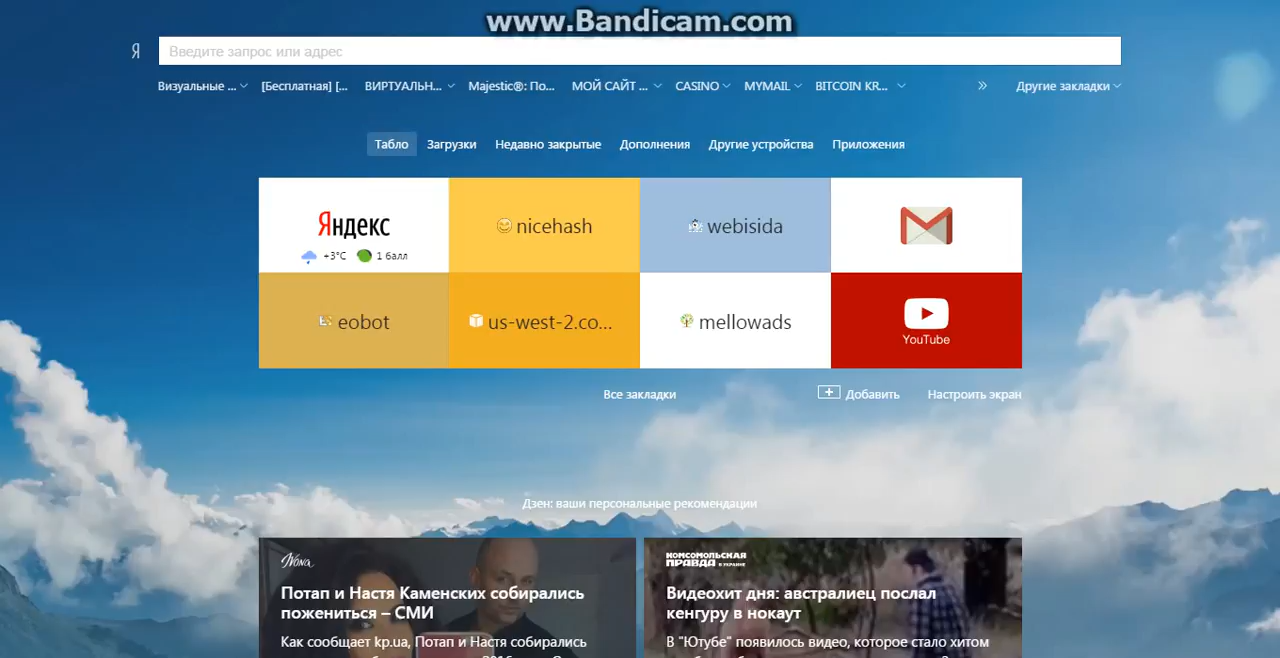 www.Bandicam.com
Я Введите запрос или адрес
Визуальные ... [Бесплатная] [... ВИРТУАЛЬН... Majestic®: По... МОЙ САЙТ ... CASINO MYMAIL BITCOIN KR... » Другие закладки
Табло Загрузки Недавно закрытые Дополнения Другие устройства Приложения
Яндекс nicehash webisida
+3°C 1 балл
eobot us-west-2.co... mellowads YouTube
Все закладки Добавить Настроить экран
Дзен: ваши персональные рекомендации
Ivona
Потап и Настя Каменских собирались
пожениться – СМИ
Как сообщает kp.ua, Потап и Настя собирались
КОМСОМОЛЬСКАЯ
ПРАВДА В УКРАИНЕ
Видеохит дня: австралиец послал
кенгуру в нокаут
В "Ютубе" появилось видео, которое стало хитом